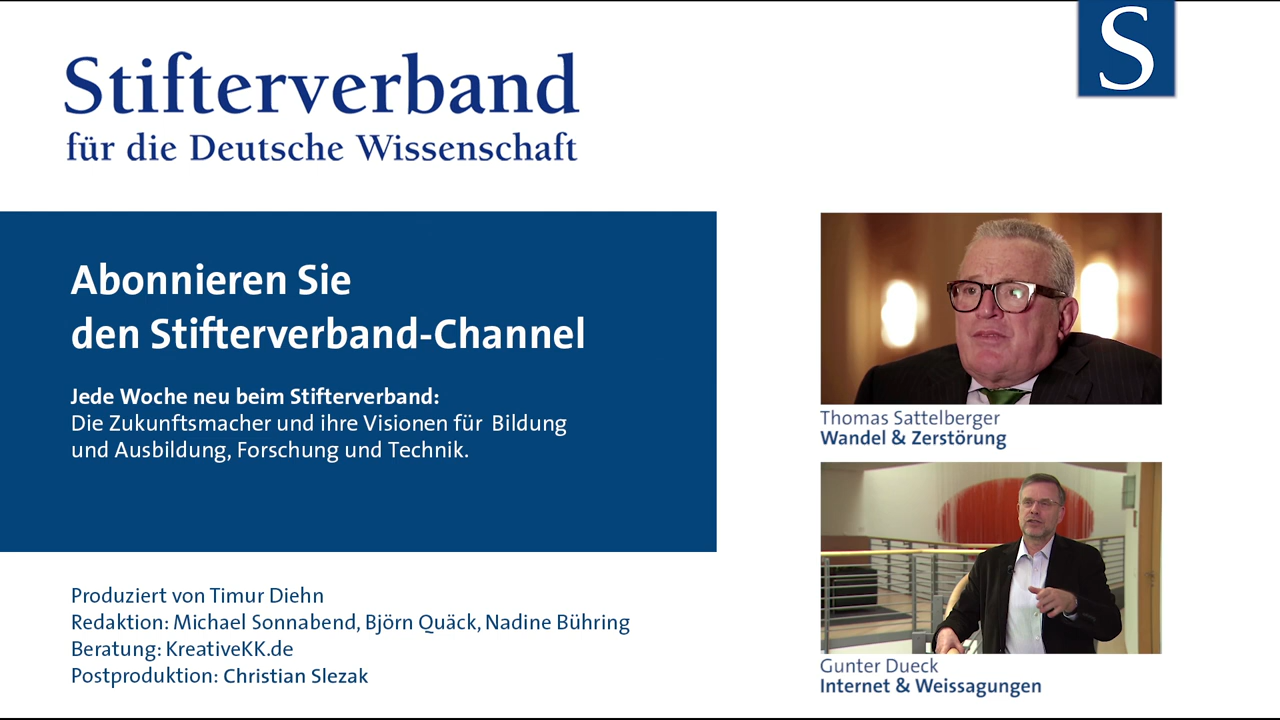 S
Stifterverband
für die Deutsche Wissenschaft
Abonnieren Sie
den Stifterverband-Channel
Jede Woche neu beim Stifterverband:
Die Zukunftsmacher und ihre Visionen für Bildung
und Ausbildung, Forschung und Technik.
Thomas Sattelberger
Wandel & Zerstörung
Gunter Dueck
Internet & Weissagungen
Produziert von Timur Diehn
Redaktion: Michael Sonnabend, Björn Quäck, Nadine Bühring
Beratung: KreativeKK.de
Postproduktion: Christian Slezak